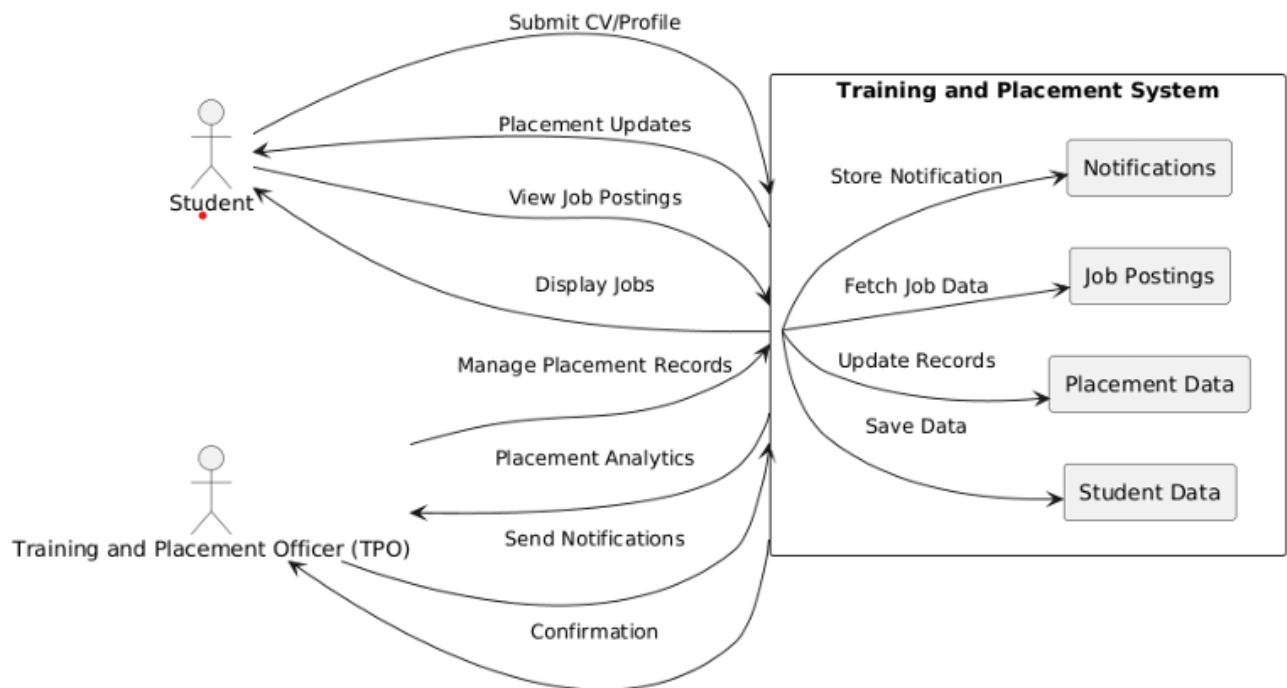 Submit CV/Profile
Training and Placement System
Placement Updates
Notifications
Store Notification
Student
View Job Postings
Job Postings
Fetch Job Data
Display Jobs
Manage Placement Records
Update Records
Placement Data
Save Data
Placement Analytics
Student Data
Send Notifications
Training and Placement Officer (TPO)
Confirmation